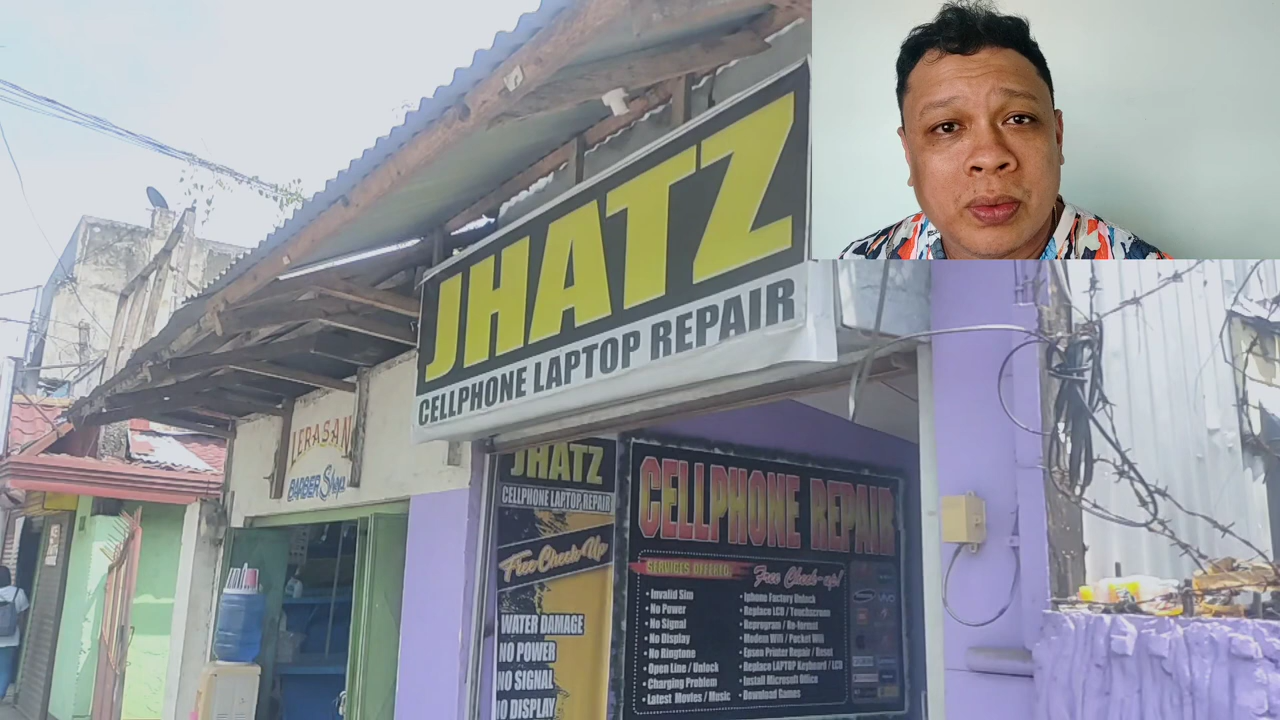 JHATZ
CELLPHONE LAPTOP REPAIR
LERASAN
BARBER Shop
JHATZ
CELLPHONE LAPTOP REPAIR
Free Check-Up
WATER DAMAGE
NO POWER
NO SIGNAL
NO DISPLAY
CELLPHONE REPAIR
SERVICES OFFERED
Free Check-up!
• Invalid Sim
• No Power
• No Signal
• No Display
• No Ringtone
• Open Line / Unlock
• Charging Problem
• Latest Movies / Music
• Iphone Factory Unlock
• Replace LCD / Touchscreen
• Reprogram / Re-format
• Modem Wifi / Pocket Wifi
• Epson Printer Repair / Reset
• Replace LAPTOP Keyboard / LCD
• Install Microsoft Office
• Download Games
SAMSUNG
vivo